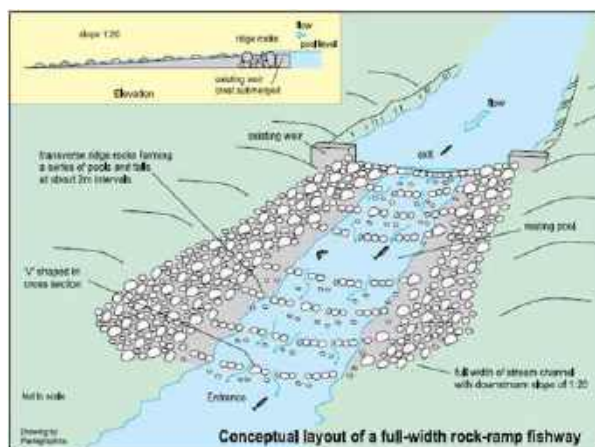 slope 1:20
ridge rocks
flow
pool level
existing weir
crest submerged
Elevation
flow
existing weir
exit
transverse ridge rocks forming
a series of pools and falls
at about 2m intervals
resting pool
'V' shaped in
cross section
full width of stream channel
with downstream slope of 1:20
Not to scale
Entrance
Drawing by
Conceptual layout of a full-width rock-ramp fishway